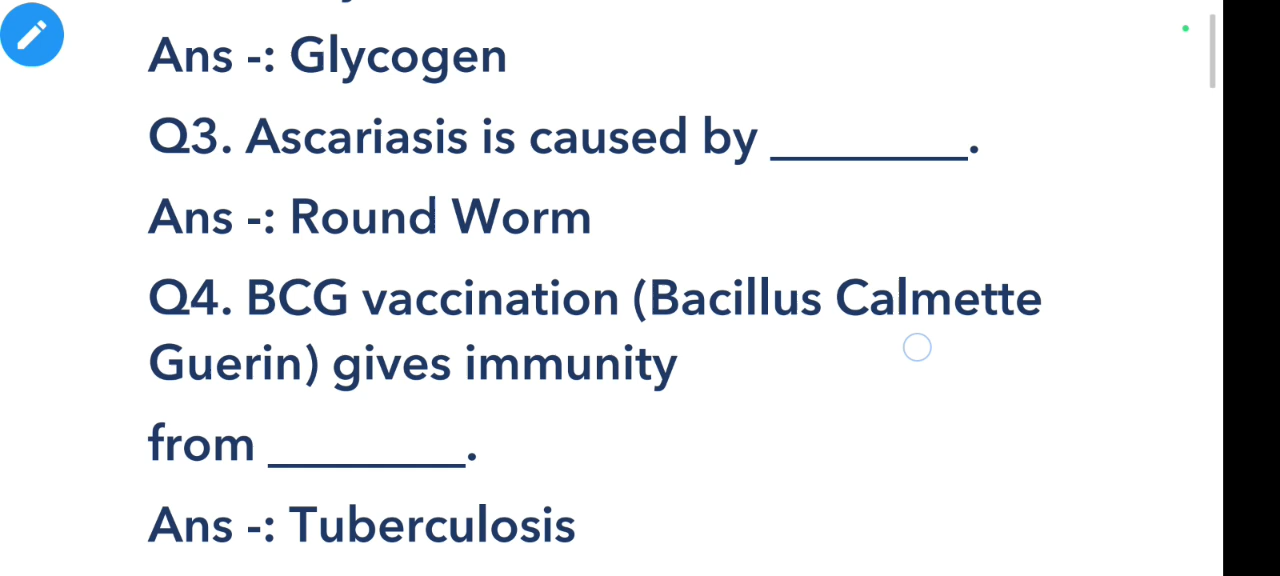 Ans -: Glycogen
Q3. Ascariasis is caused by ________.
Ans -: Round Worm
Q4. BCG vaccination (Bacillus Calmette
Guerin) gives immunity
from ________.
Ans -: Tuberculosis